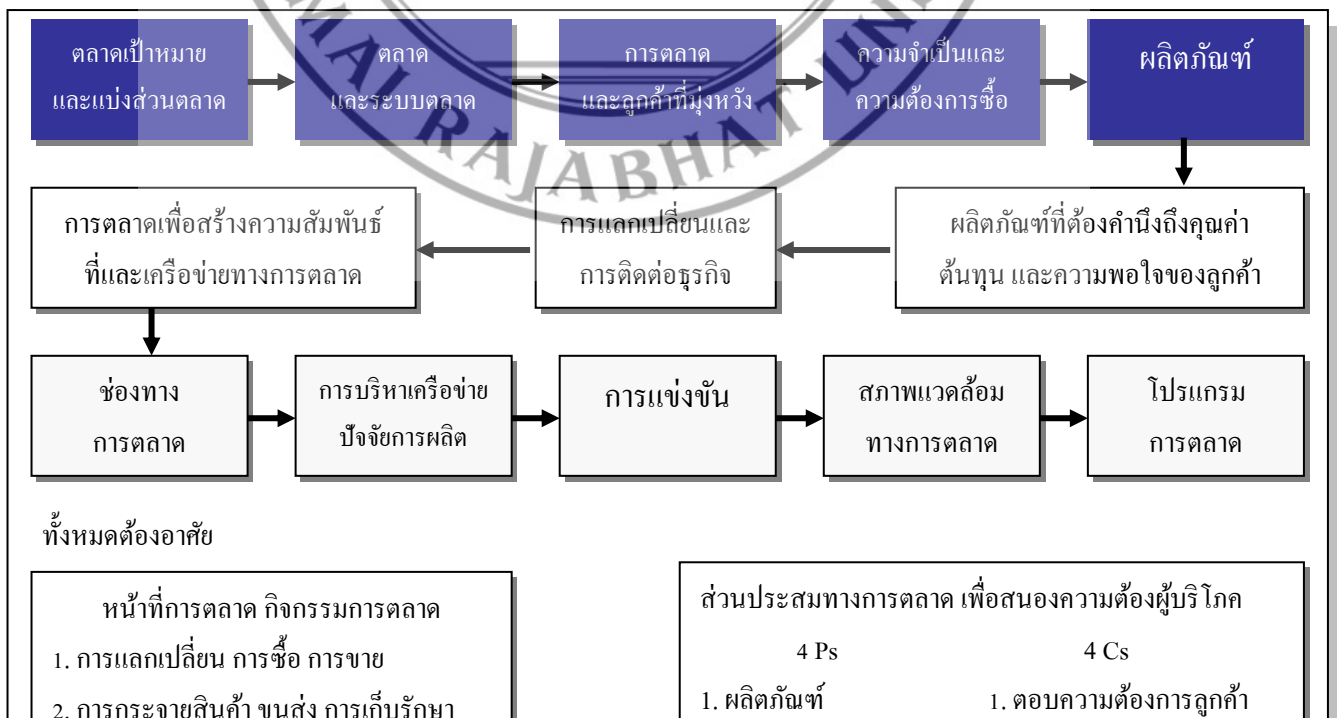 ตลาดเป้าหมาย
และแบ่งส่วนตลาด
ตลาด
และระบบตลาด
การตลาด
และลูกค้าที่มุ่งหวัง
ความจำเป็นและ
ความต้องการซื้อ
ผลิตภัณฑ์
MAI RAJABHAT UNI
ผลิตภัณฑ์ที่ต้องคำนึงถึงคุณค่า
ต้นทุน และความพอใจของลูกค้า
การแลกเปลี่ยนและ
การติดต่อธุรกิจ
การตลาดเพื่อสร้างความสัมพันธ์
ที่และเครือข่ายทางการตลาด
ช่องทาง
การตลาด
การบริหาเครือข่าย
ปัจจัยการผลิต
การแข่งขัน
สภาพแวดล้อม
ทางการตลาด
โปรแกรม
การตลาด
ทั้งหมดต้องอาศัย
หน้าที่การตลาด กิจกรรมการตลาด
1. การแลกเปลี่ยน การซื้อ การขาย
2. การกระจายสินค้า ขนส่ง การเก็บรักษา
ส่วนประสมทางการตลาด เพื่อสนองความต้องผู้บริโภค
4 Ps 4 Cs
1. ผลิตภัณฑ์ 1. ตอบความต้องการลูกค้า